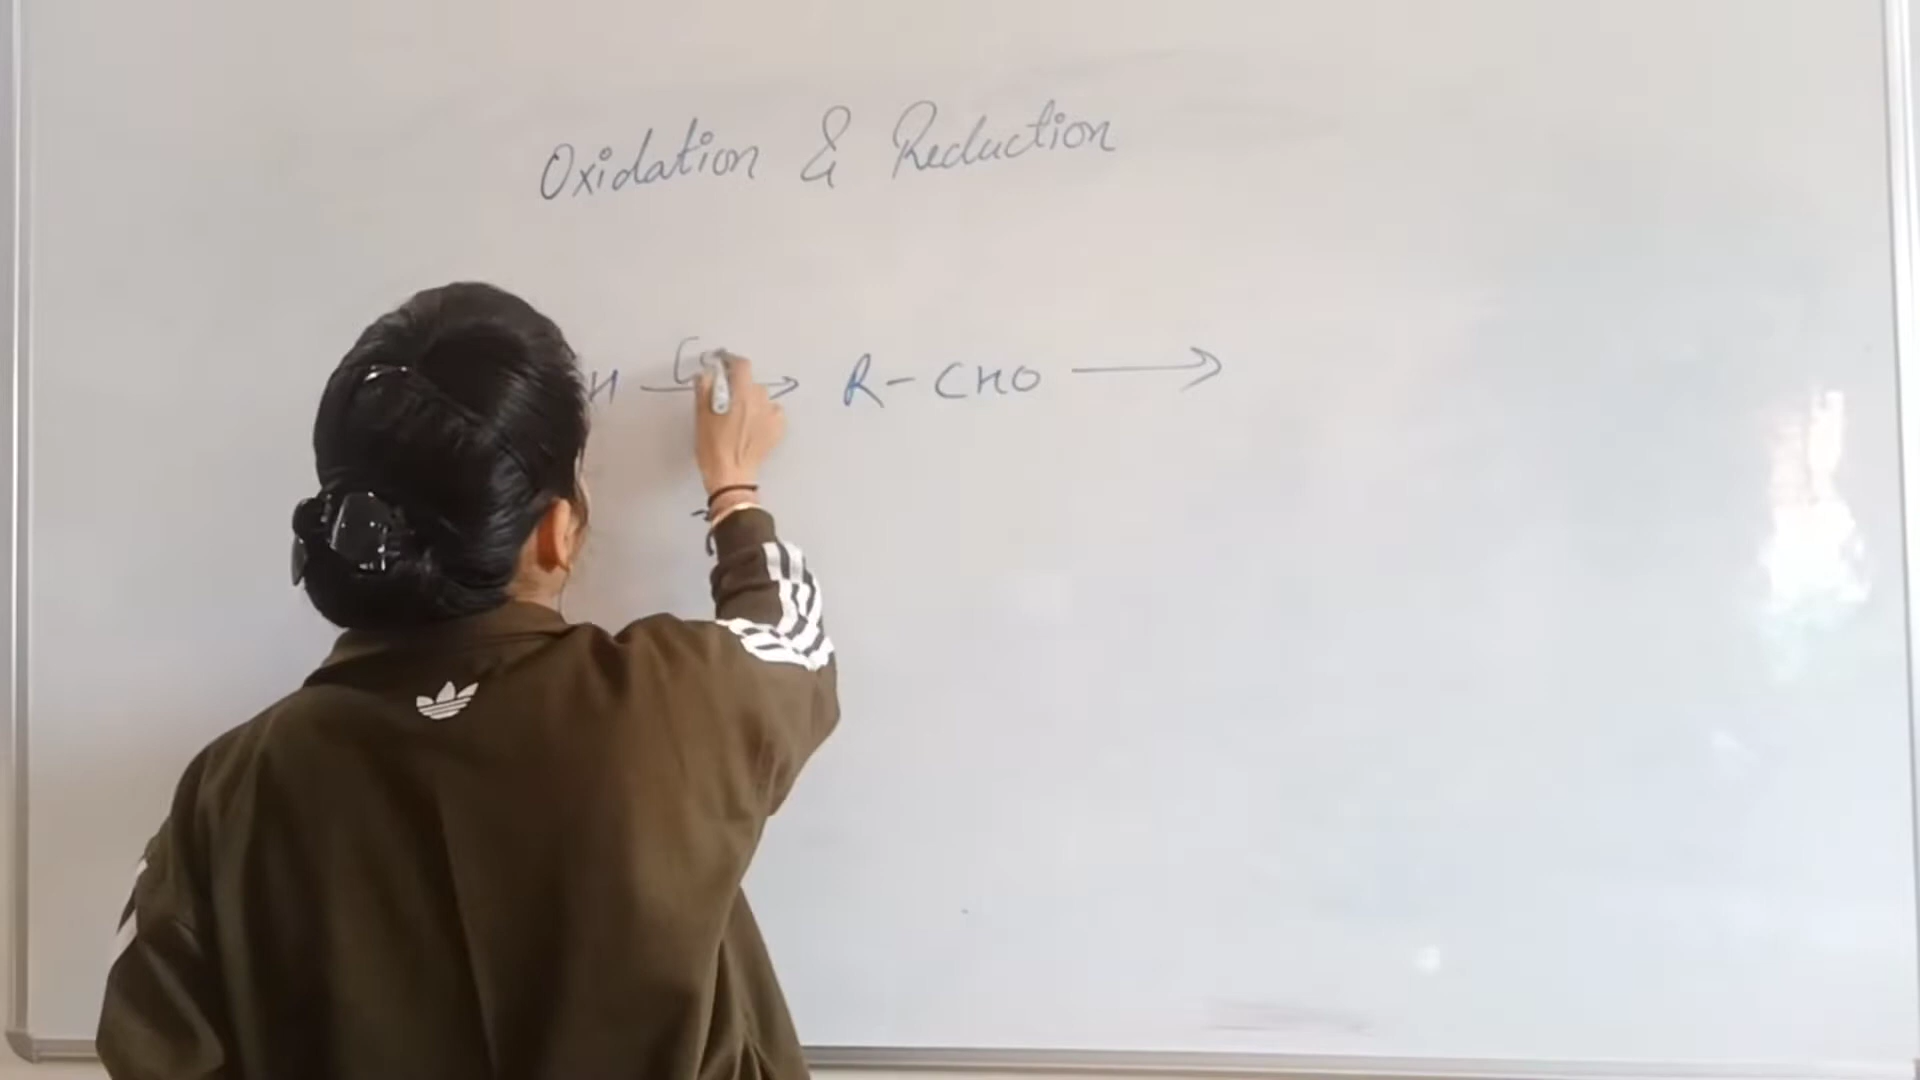 Oxidation & Reduction
H → R - CHO →